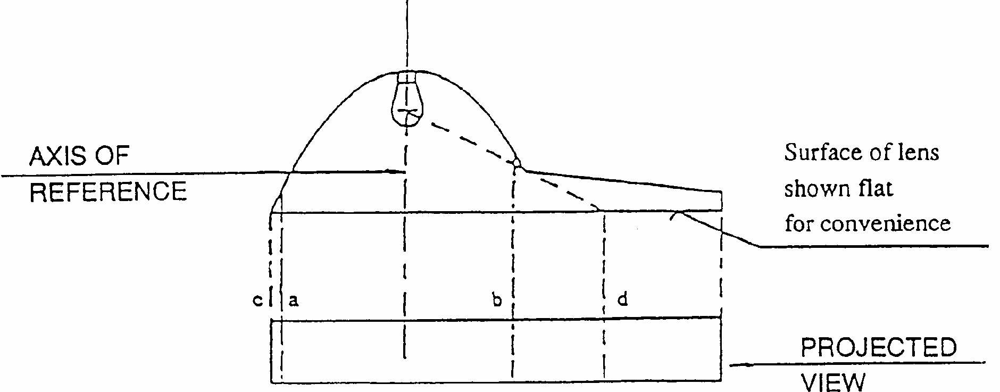 AXIS OF
REFERENCE
Surface of lens
shown flat
for convenience
c
a
b
d
PROJECTED
VIEW